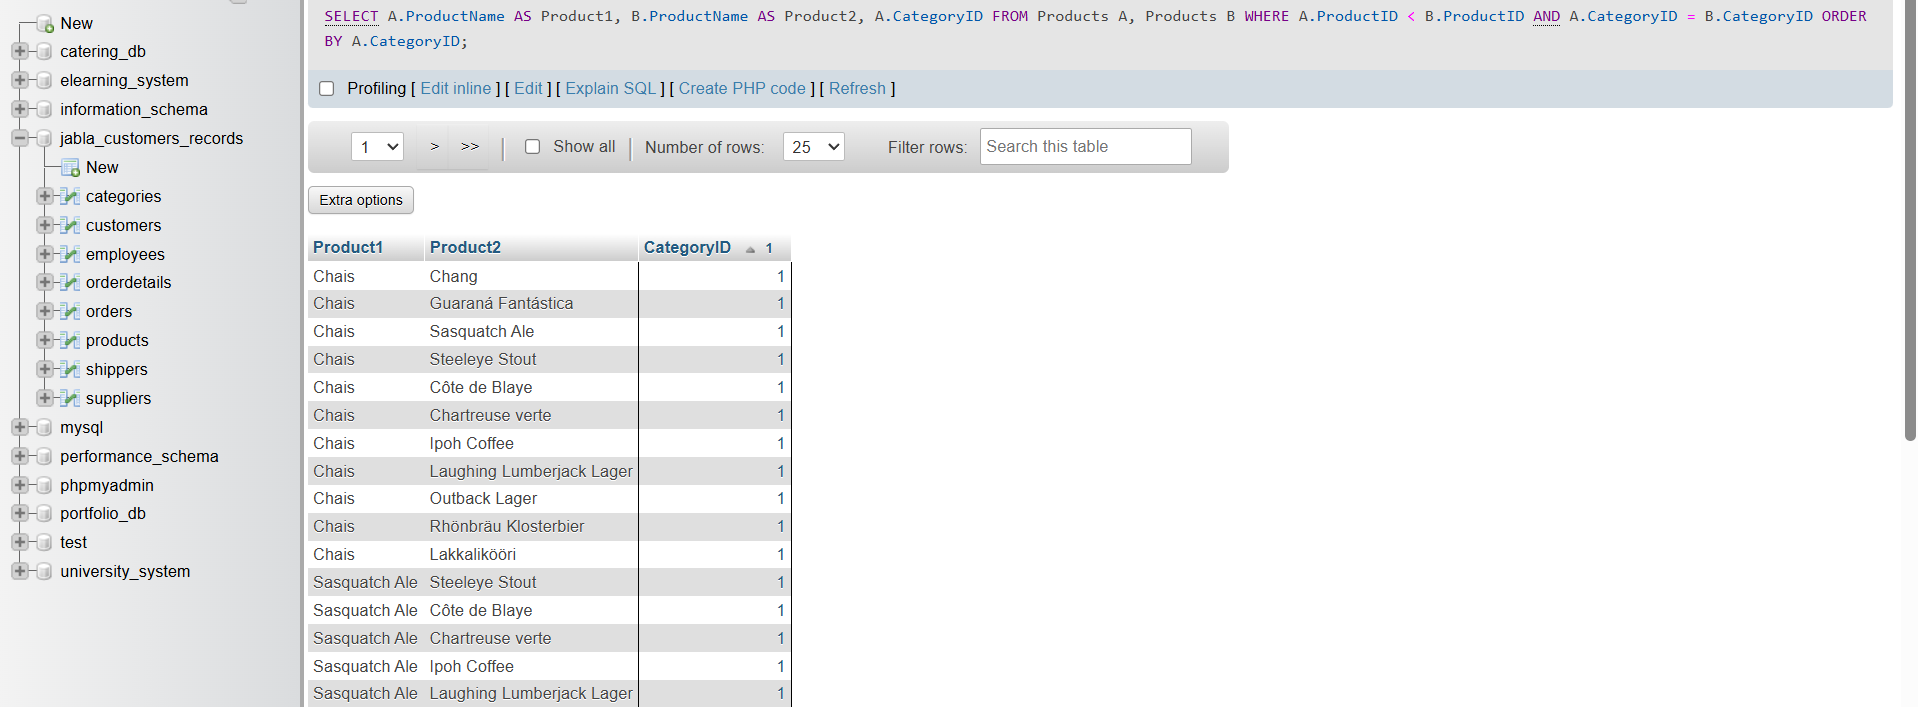 New
catering_db
elearning_system
information_schema
jabla_customers_records
New
categories
customers
employees
orderdetails
orders
products
shippers
suppliers
mysql
performance_schema
phpmyadmin
portfolio_db
test
university_system
SELECT A.ProductName AS Product1, B.ProductName AS Product2, A.CategoryID FROM Products A, Products B WHERE A.ProductID < B.ProductID AND A.CategoryID = B.CategoryID ORDER
BY A.CategoryID;
Profiling [ Edit inline ] [ Edit ] [ Explain SQL ] [ Create PHP code ] [ Refresh ]
1 > >> | Show all | Number of rows: 25 Filter rows: Search this table
Extra options
Product1 Product2 CategoryID 1
Chais Chang 1
Chais Guaraná Fantástica 1
Chais Sasquatch Ale 1
Chais Steeleye Stout 1
Chais Côte de Blaye 1
Chais Chartreuse verte 1
Chais Ipoh Coffee 1
Chais Laughing Lumberjack Lager 1
Chais Outback Lager 1
Chais Rhönbräu Klosterbier 1
Chais Lakkalikööri 1
Sasquatch Ale Steeleye Stout 1
Sasquatch Ale Côte de Blaye 1
Sasquatch Ale Chartreuse verte 1
Sasquatch Ale Ipoh Coffee 1
Sasquatch Ale Laughing Lumberjack Lager 1